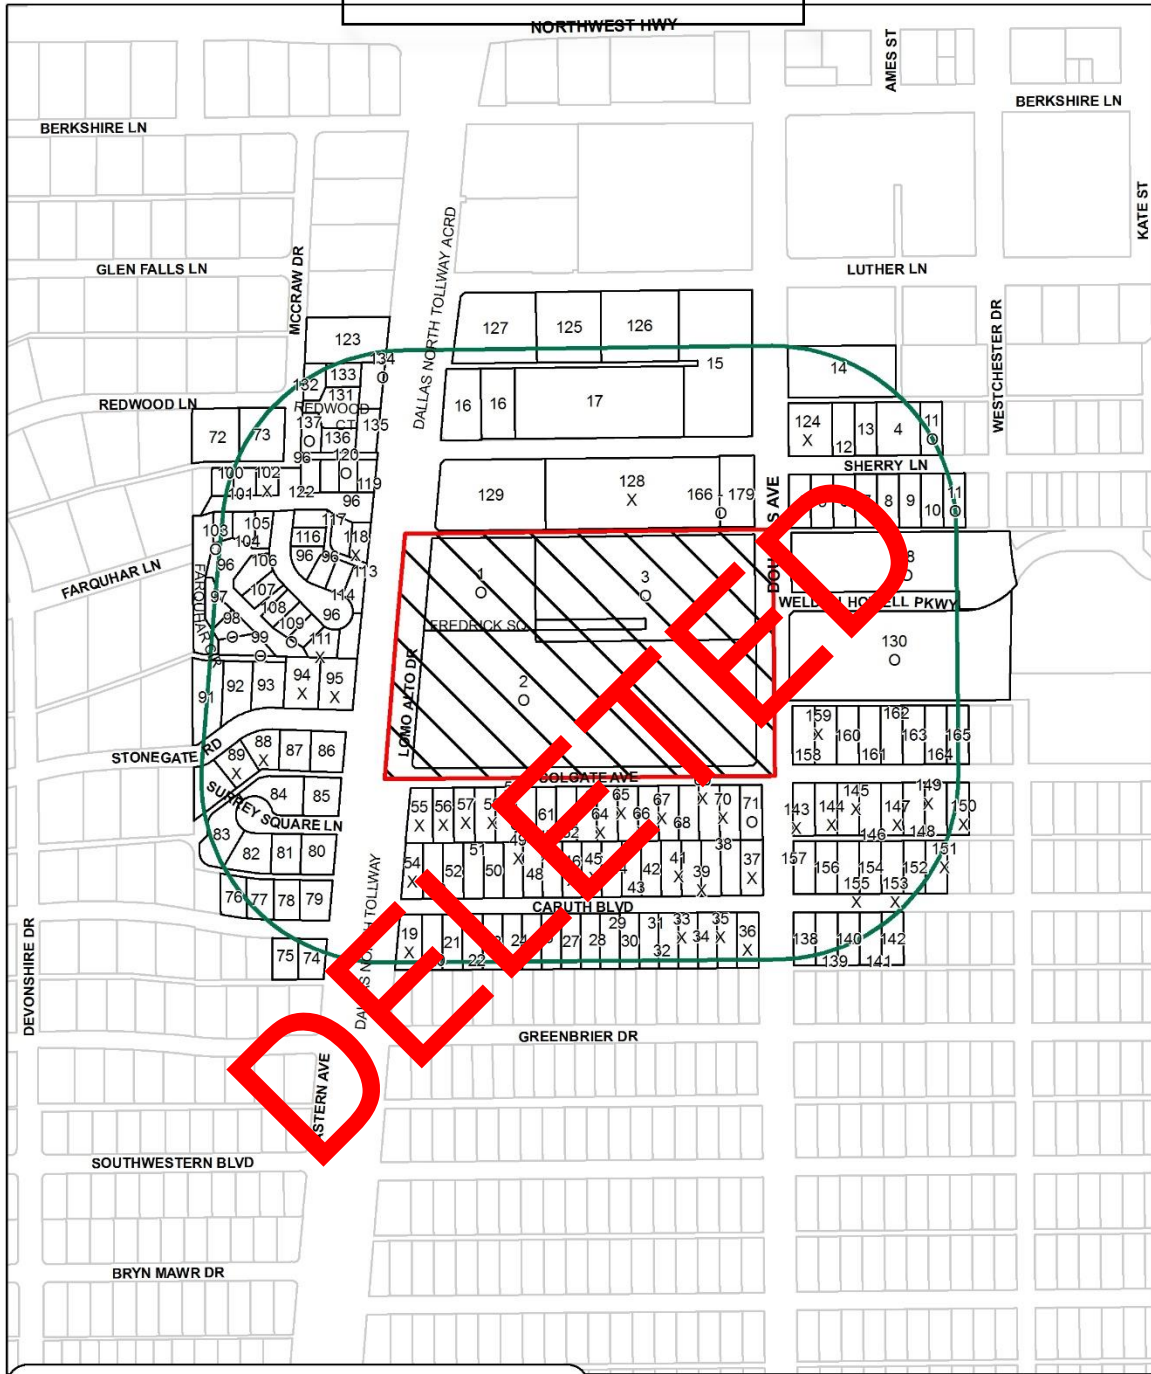 NORTHWEST HWY
AMES ST
BERKSHIRE LN
BERKSHIRE LN
KATE ST
DALLAS NORTH TOLLWAY ACRD
GLEN FALLS LN
MCCRAW DR
LUTHER LN
WESTCHESTER DR
123
127
125
126
134
O
15
14
133
132
131
REDWOOD LN
REDWOOD
CT
16
16
17
137
O
135
136
124
X
12
13
4
11
O
72
73
96
120
O
SHERRY LN
100
102
X
101
122
119
96
129
128
X
166 - 179
O
8
9
10
11
O
103
O
105
104
117
116
118
X
96
96
96
106
113
FARQUHAR LN
FARQUHAR CR
97
107
114
108
96
98
O
109
O
99
O
111
X
1
O
3
O
FREDRICK SQ
O
130
O
91
92
93
94
X
95
X
2
O
LOMO ALTO DR
STONEGATE RD
89
X
88
X
87
86
159
X
158
160
161
162
163
164
165
COLGATE AVE
SURREY SQUARE LN
84
85
83
82
81
80
55
X
56
X
57
X
X
61
64
X
65
X
66
67
X
68
X
70
X
71
O
143
X
144
X
145
X
146
147
X
148
149
X
150
X
54
X
52
51
50
X
48
45
43
42
41
X
39
X
38
37
X
157
156
155
X
154
153
X
152
151
X
76
77
78
79
CARUTH BLVD
75
74
19
X
21
22
27
28
29
30
31
32
33
X
34
35
X
36
X
138
139
140
141
142
DEVONSHIRE DR
GREENBRIER DR
SOUTHWESTERN BLVD
BRYN MAWR DR
DELETED